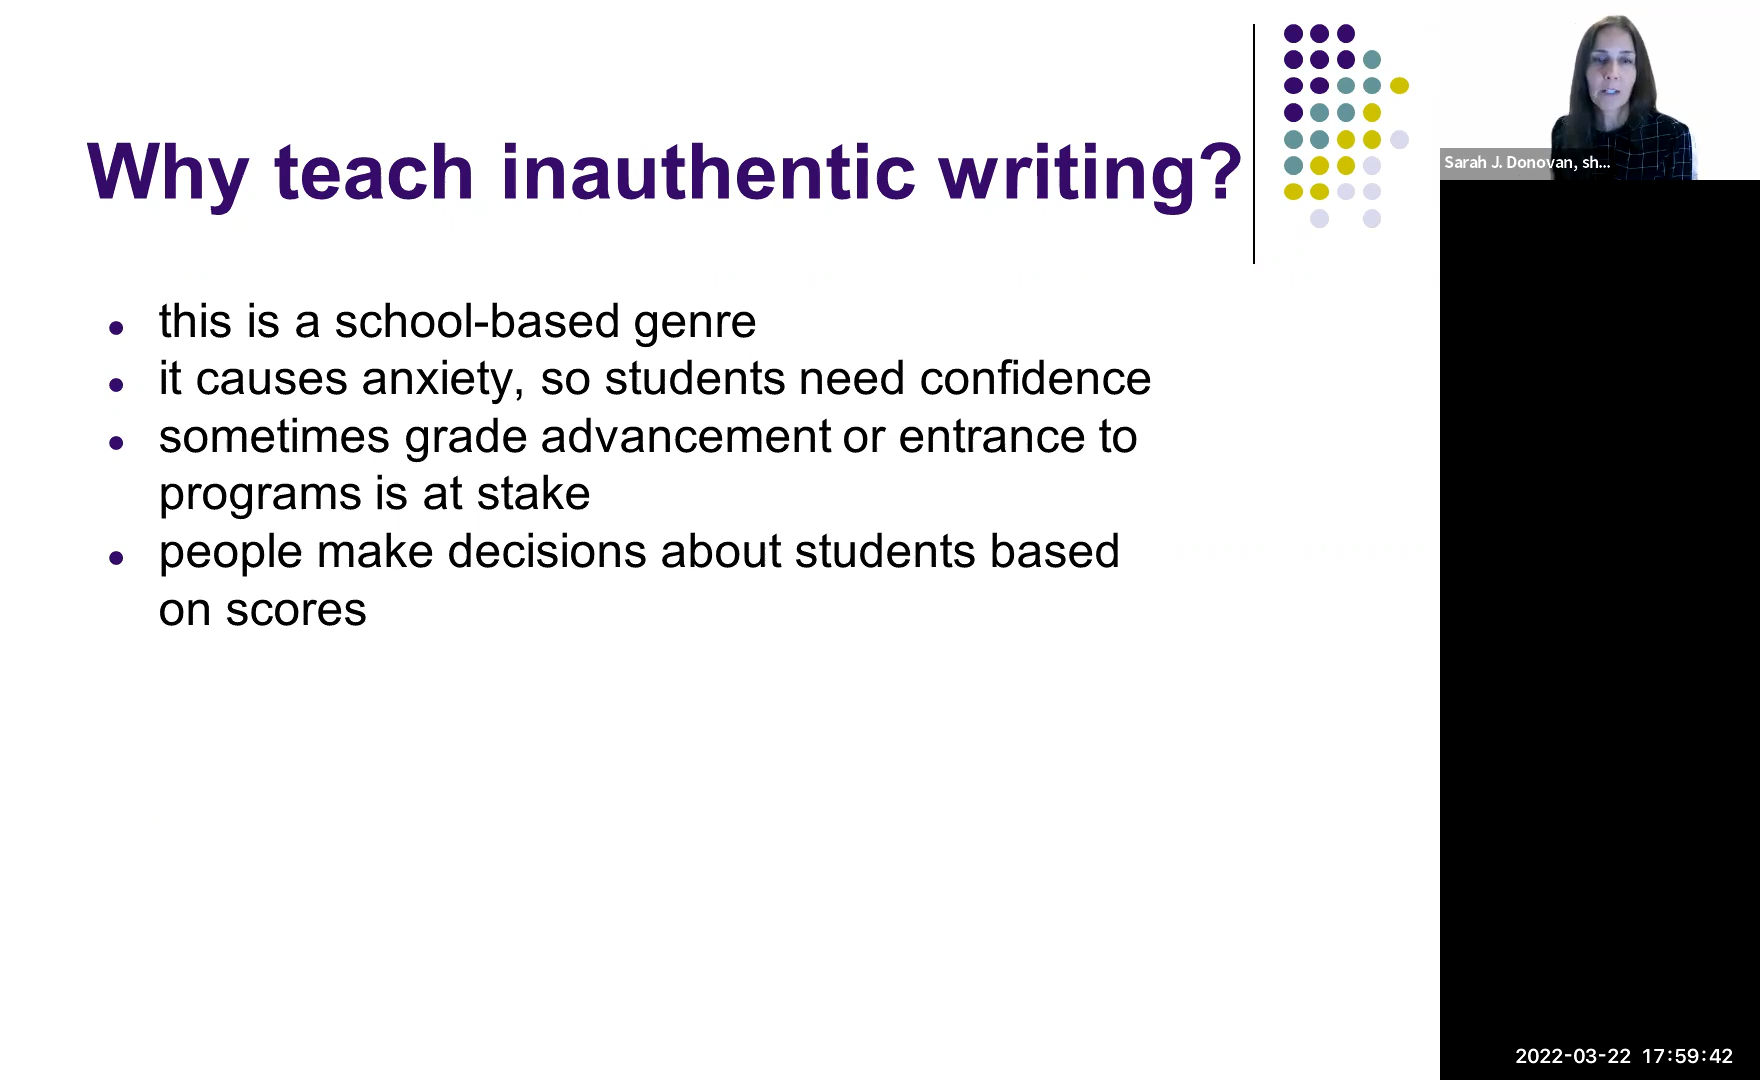 Why teach inauthentic writing?
this is a school-based genre
it causes anxiety, so students need confidence
sometimes grade advancement or entrance to
programs is at stake
people make decisions about students based
on scores
Sarah J. Donovan, sh...
2022-03-22 17:59:42